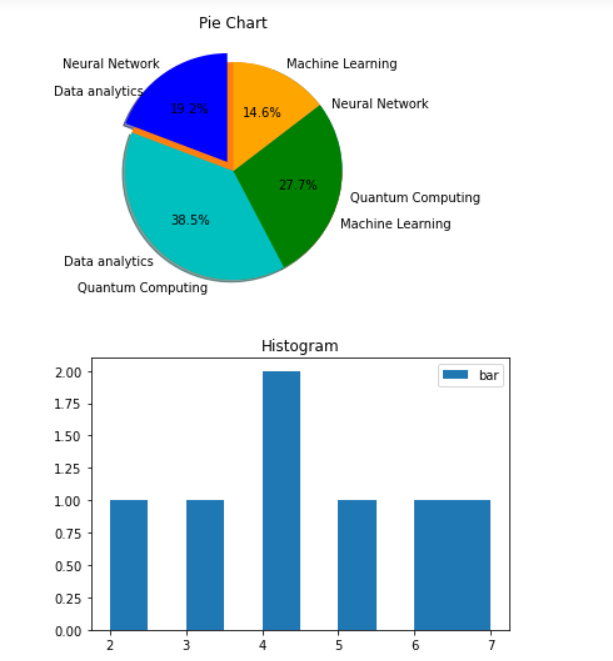 Pie Chart
Neural Network
Machine Learning
Data analytics
Neural Network
19.2%
14.6%
27.7%
Quantum Computing
38.5%
Machine Learning
Data analytics
Quantum Computing
Histogram
bar
2.00
1.75
1.50
1.25
1.00
0.75
0.50
0.25
0.00
2 3 4 5 6 7